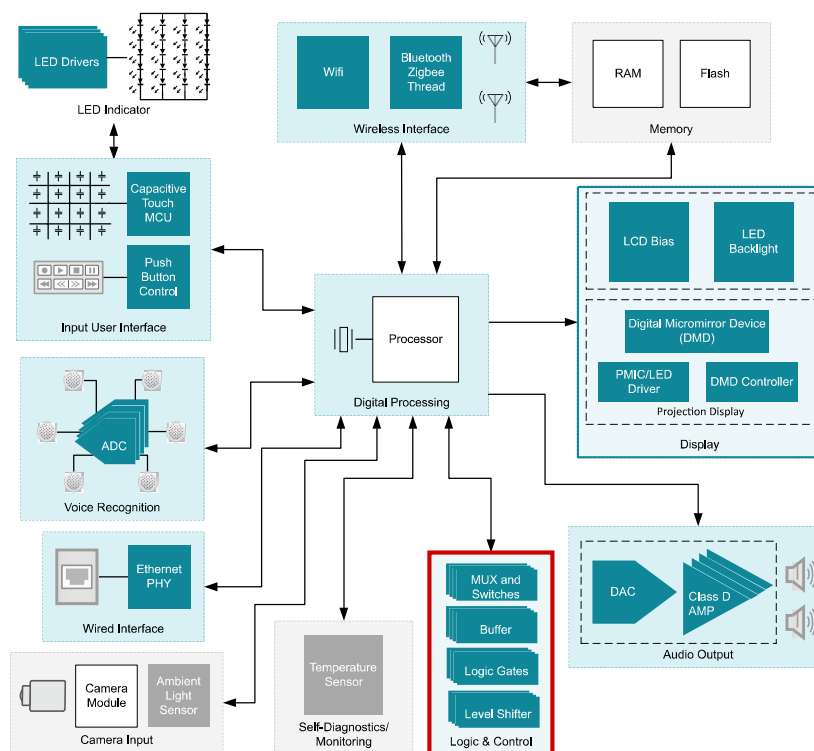 LED Drivers
LED Indicator
Wifi
Bluetooth
Zigbee
Thread
Wireless Interface
RAM
Flash
Memory
Capacitive
Touch
MCU
Push
Button
Control
Input User Interface
Processor
Digital Processing
LCD Bias
LED
Backlight
Digital Micromirror Device
(DMD)
PMIC/LED
Driver
DMD Controller
Projection Display
Display
ADC
Voice Recognition
Ethernet
PHY
Wired Interface
Camera
Module
Ambient
Light
Sensor
Camera Input
Temperature
Sensor
Self-Diagnostics/
Monitoring
MUX and
Switches
Buffer
Logic Gates
Level Shifter
Logic & Control
DAC
Class D
AMP
Audio Output